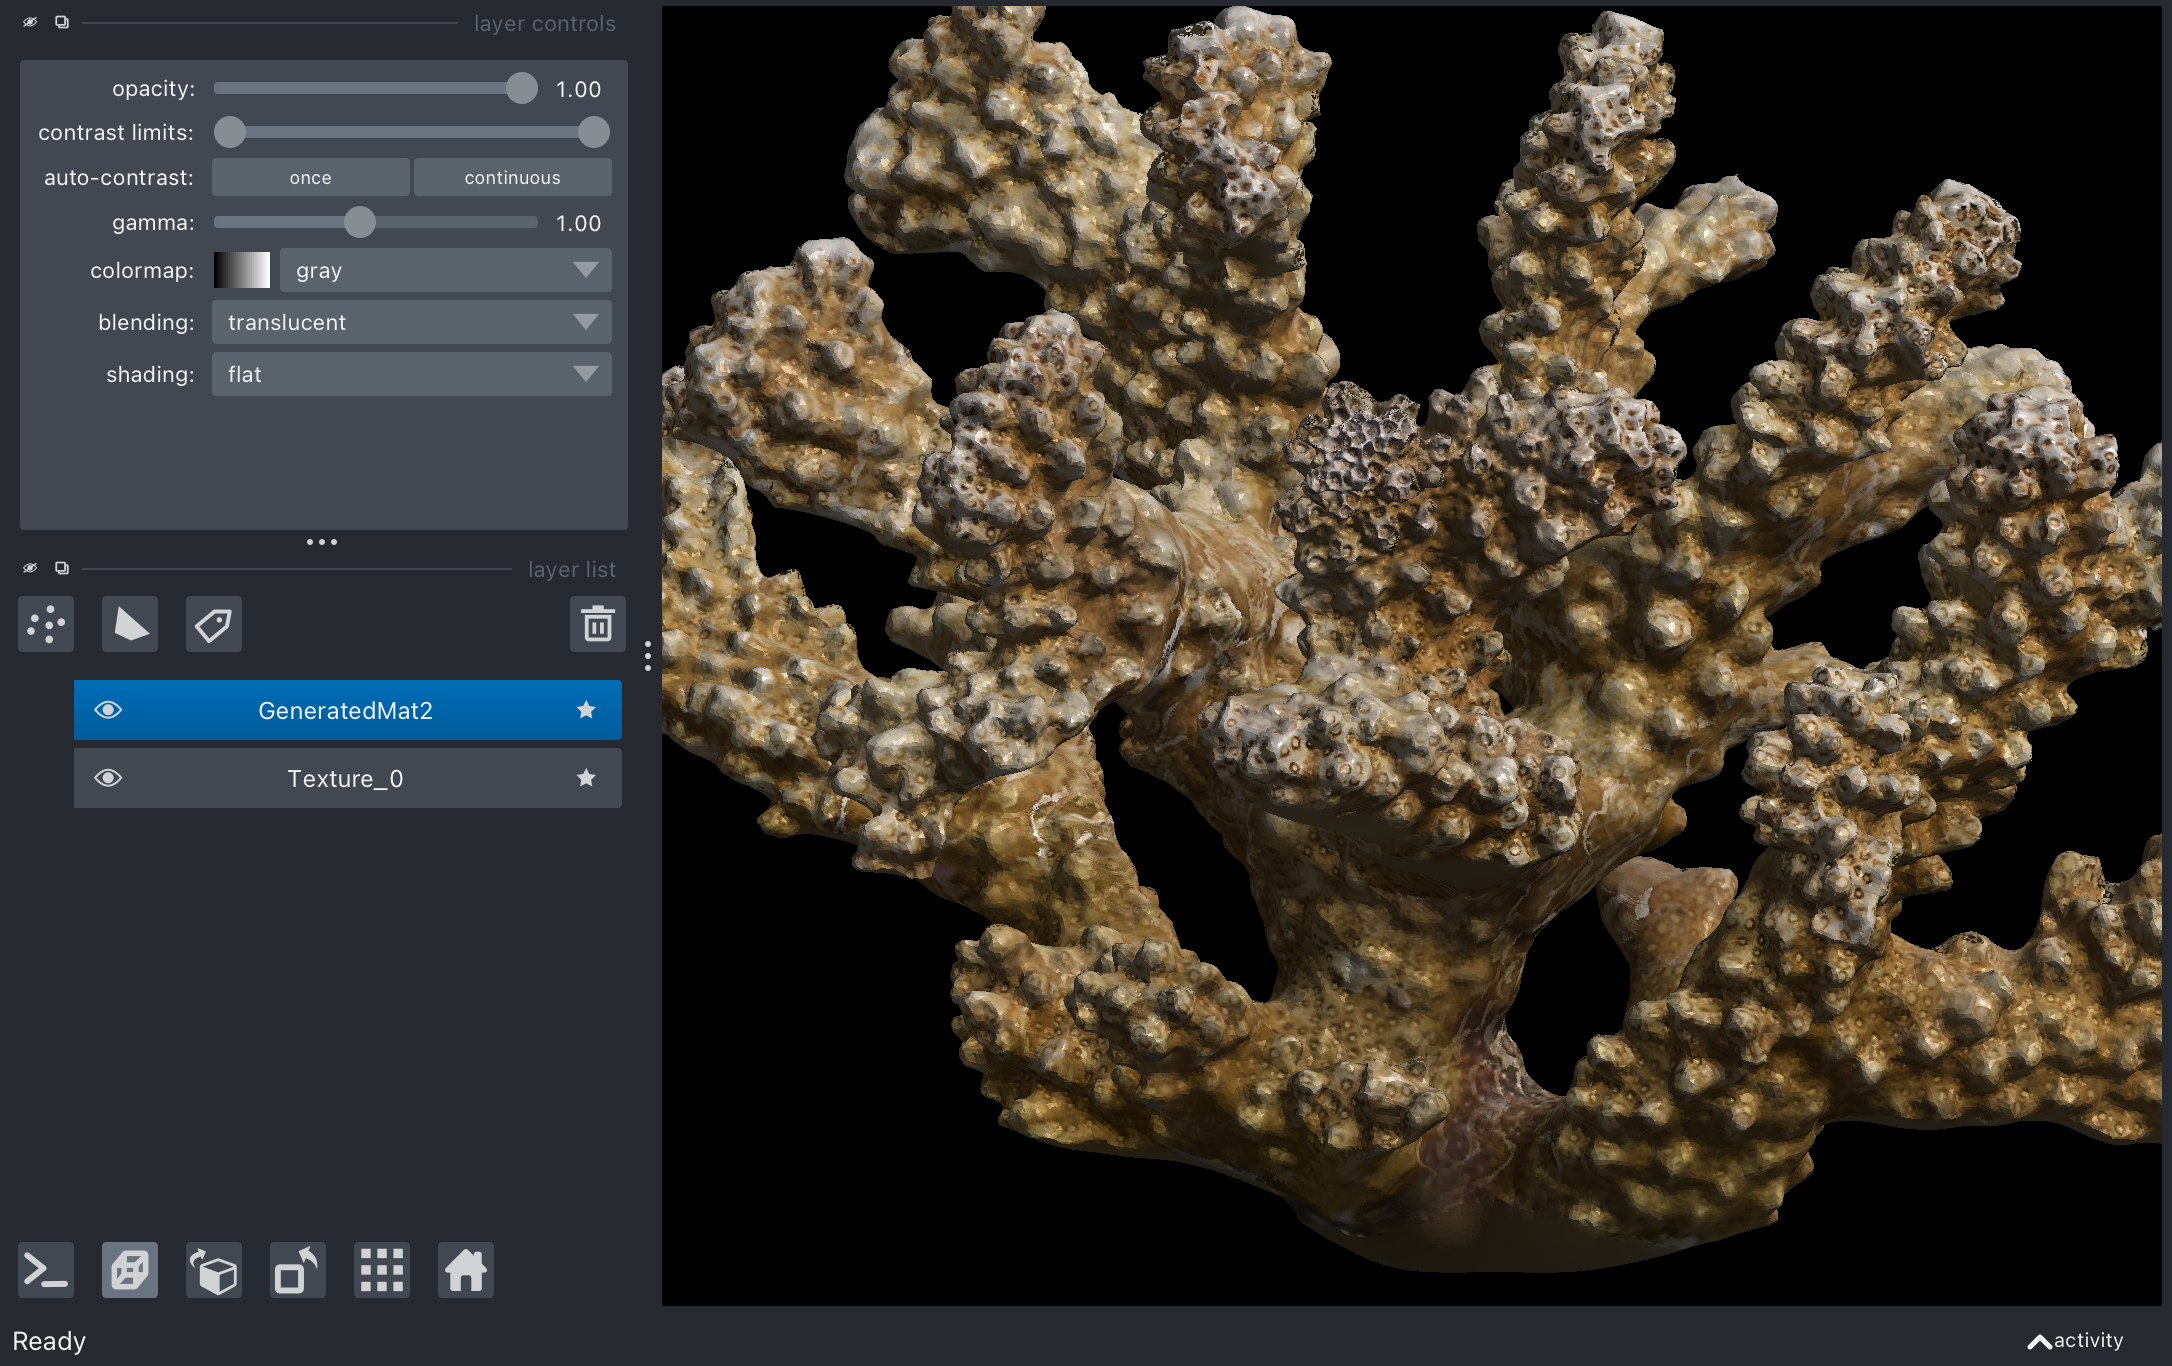 layer controls
opacity: 1.00
contrast limits:
auto-contrast: once continuous
gamma: 1.00
colormap: gray
blending: translucent
shading: flat
layer list
GeneratedMat2
Texture_0
Ready
activity